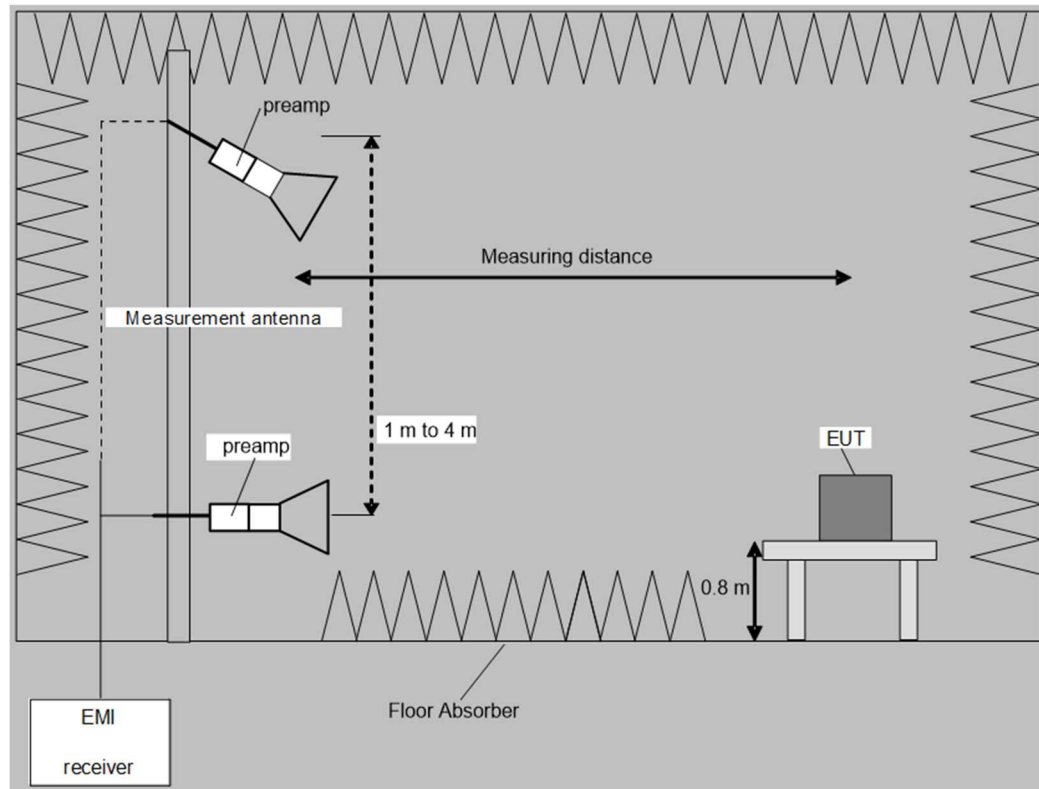 preamp
Measuring distance
Measurement antenna
1 m to 4 m
preamp
EUT
0.8 m
Floor Absorber
EMI
receiver